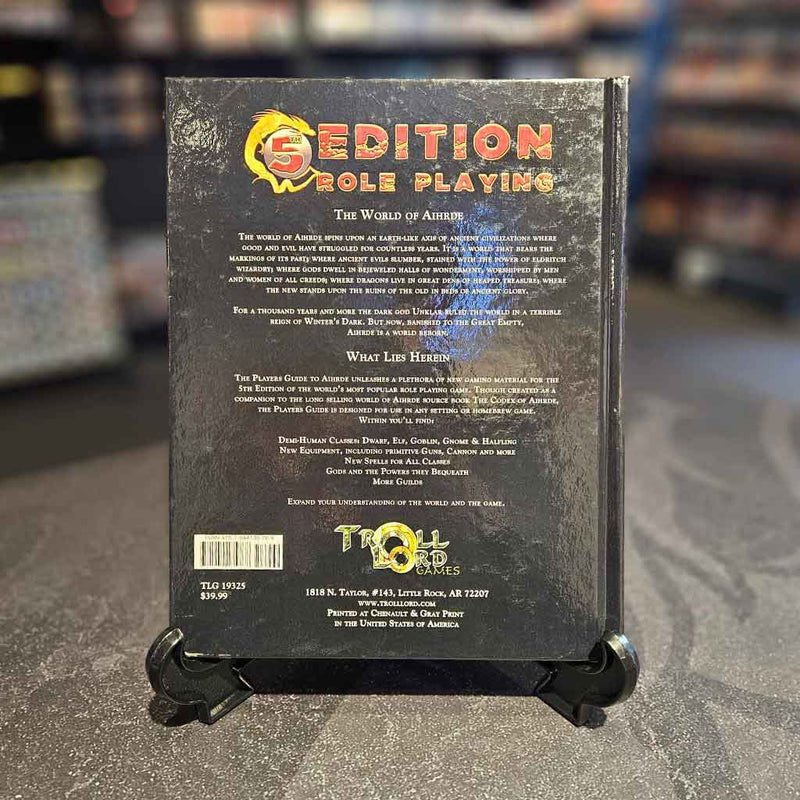 5TH EDITION
ROLE PLAYING
The World of Aihrde
The world of Aihrde spins upon an earth-like axis of ancient civilizations where
good and evil have struggled for countless years. It is a world that bears the
markings of its past; where ancient evils slumber, stained with the power of eldritch
wizardry; where gods dwell in bejeweled halls of wonderment, worshipped by men
and women of all creeds; where dragons live in great dens of heaped treasure; where
the new stands upon the ruins of the old in beds of ancient glory.
For a thousand years and more the dark god Unklar ruled the world in a terrible
reign of Winter's Dark. But now, banished to the Great Empty,
Aihrde is a world reborn.
What Lies Herein
The Players Guide to Aihrde unleashes a plethora of new gaming material for the
5th Edition of the world's most popular role playing game. Though created as a
companion to the long selling world of Aihrde source book The Codex of Aihrde,
the Players Guide is designed for use in any setting or homebrew game.
Within you'll find:
Demi-Human Classes: Dwarf, Elf, Goblin, Gnome & Halfling
New Equipment, including primitive Guns, Cannon and more
New Spells for All Classes
Gods and the Powers they Bequeath
More Guilds
Expand your understanding of the world and the game.
TROLL
LORD
GAMES
TLG 19325
$39.99
1818 N. Taylor, #143, Little Rock, AR 72207
www.trolllord.com
Printed at Chenault & Gray Print
in the United States of America